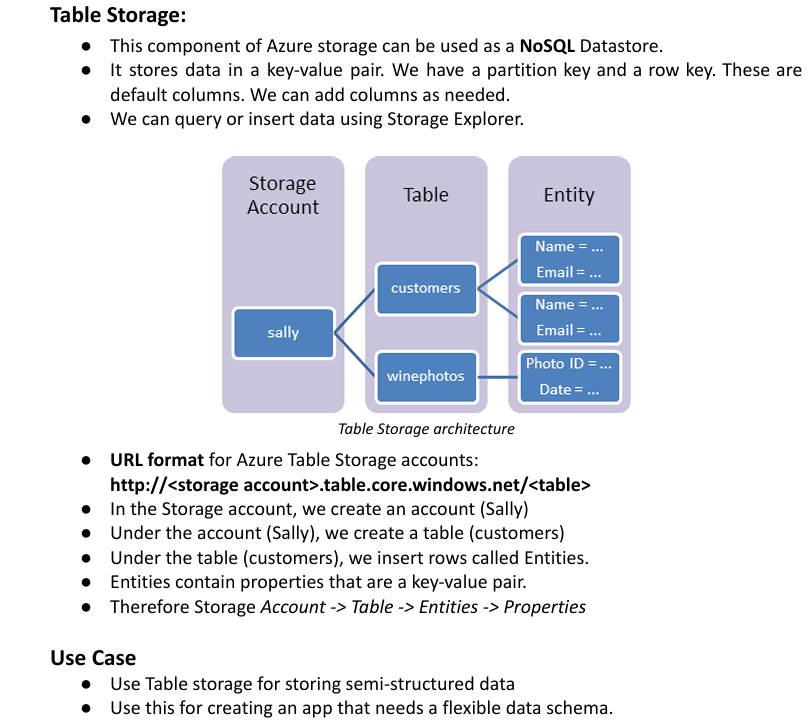 Table Storage:
● This component of Azure storage can be used as a NoSQL Datastore.
● It stores data in a key-value pair. We have a partition key and a row key. These are
default columns. We can add columns as needed.
● We can query or insert data using Storage Explorer.
Storage
Account
Table
Entity
sally
customers
winephotos
Name = ...
Email = ...
Name = ...
Email = ...
Photo ID = ...
Date = ...
Table Storage architecture
● URL format for Azure Table Storage accounts:
http://<storage account>.table.core.windows.net/<table>
● In the Storage account, we create an account (Sally)
● Under the account (Sally), we create a table (customers)
● Under the table (customers), we insert rows called Entities.
● Entities contain properties that are a key-value pair.
● Therefore Storage Account -> Table -> Entities -> Properties
Use Case
● Use Table storage for storing semi-structured data
● Use this for creating an app that needs a flexible data schema.